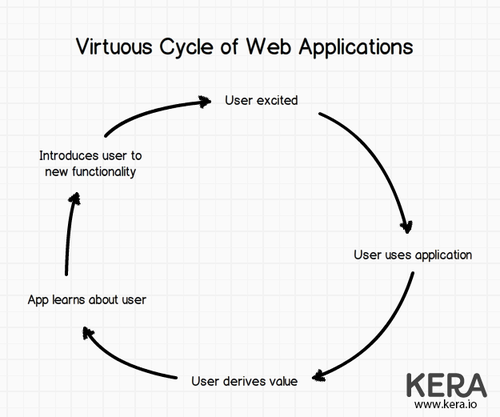 Virtuous Cycle of Web Applications
User excited
User uses application
User derives value
App learns about user
Introduces user to
new functionality
KERA
www.kera.io